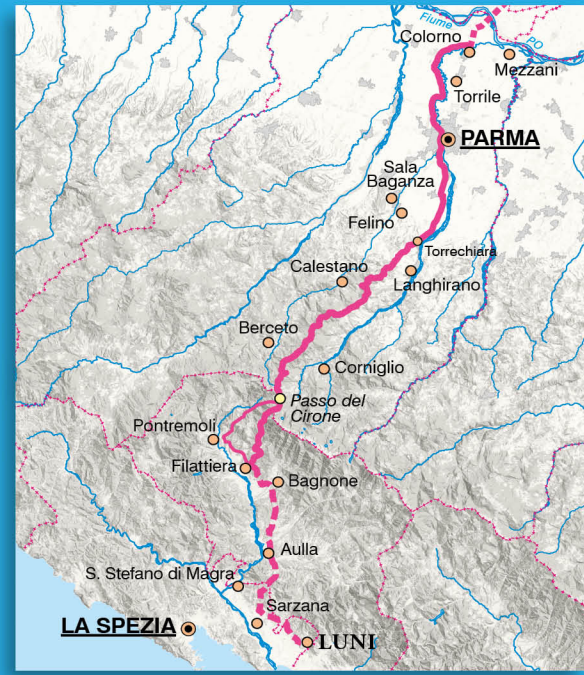 Fiume PO
Colorno
Mezzani
Torrile
PARMA
Sala
Baganza
Felino
Torrechiara
Calestano
Langhirano
Berceto
Corniglio
Passo del
Cirone
Pontremoli
Filattiera
Bagnone
Aulla
S. Stefano di Magra
Sarzana
LA SPEZIA
LUNI